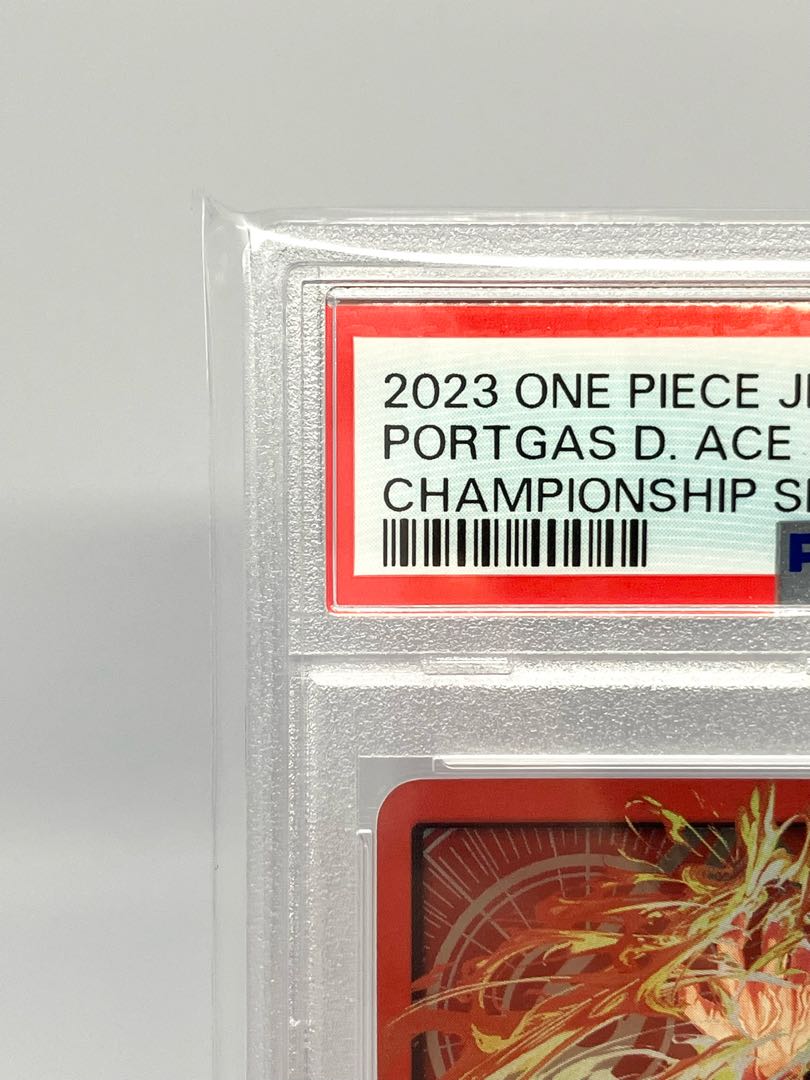 2023 ONE PIECE
PORTGAS D. ACE
CHAMPIONSHIP